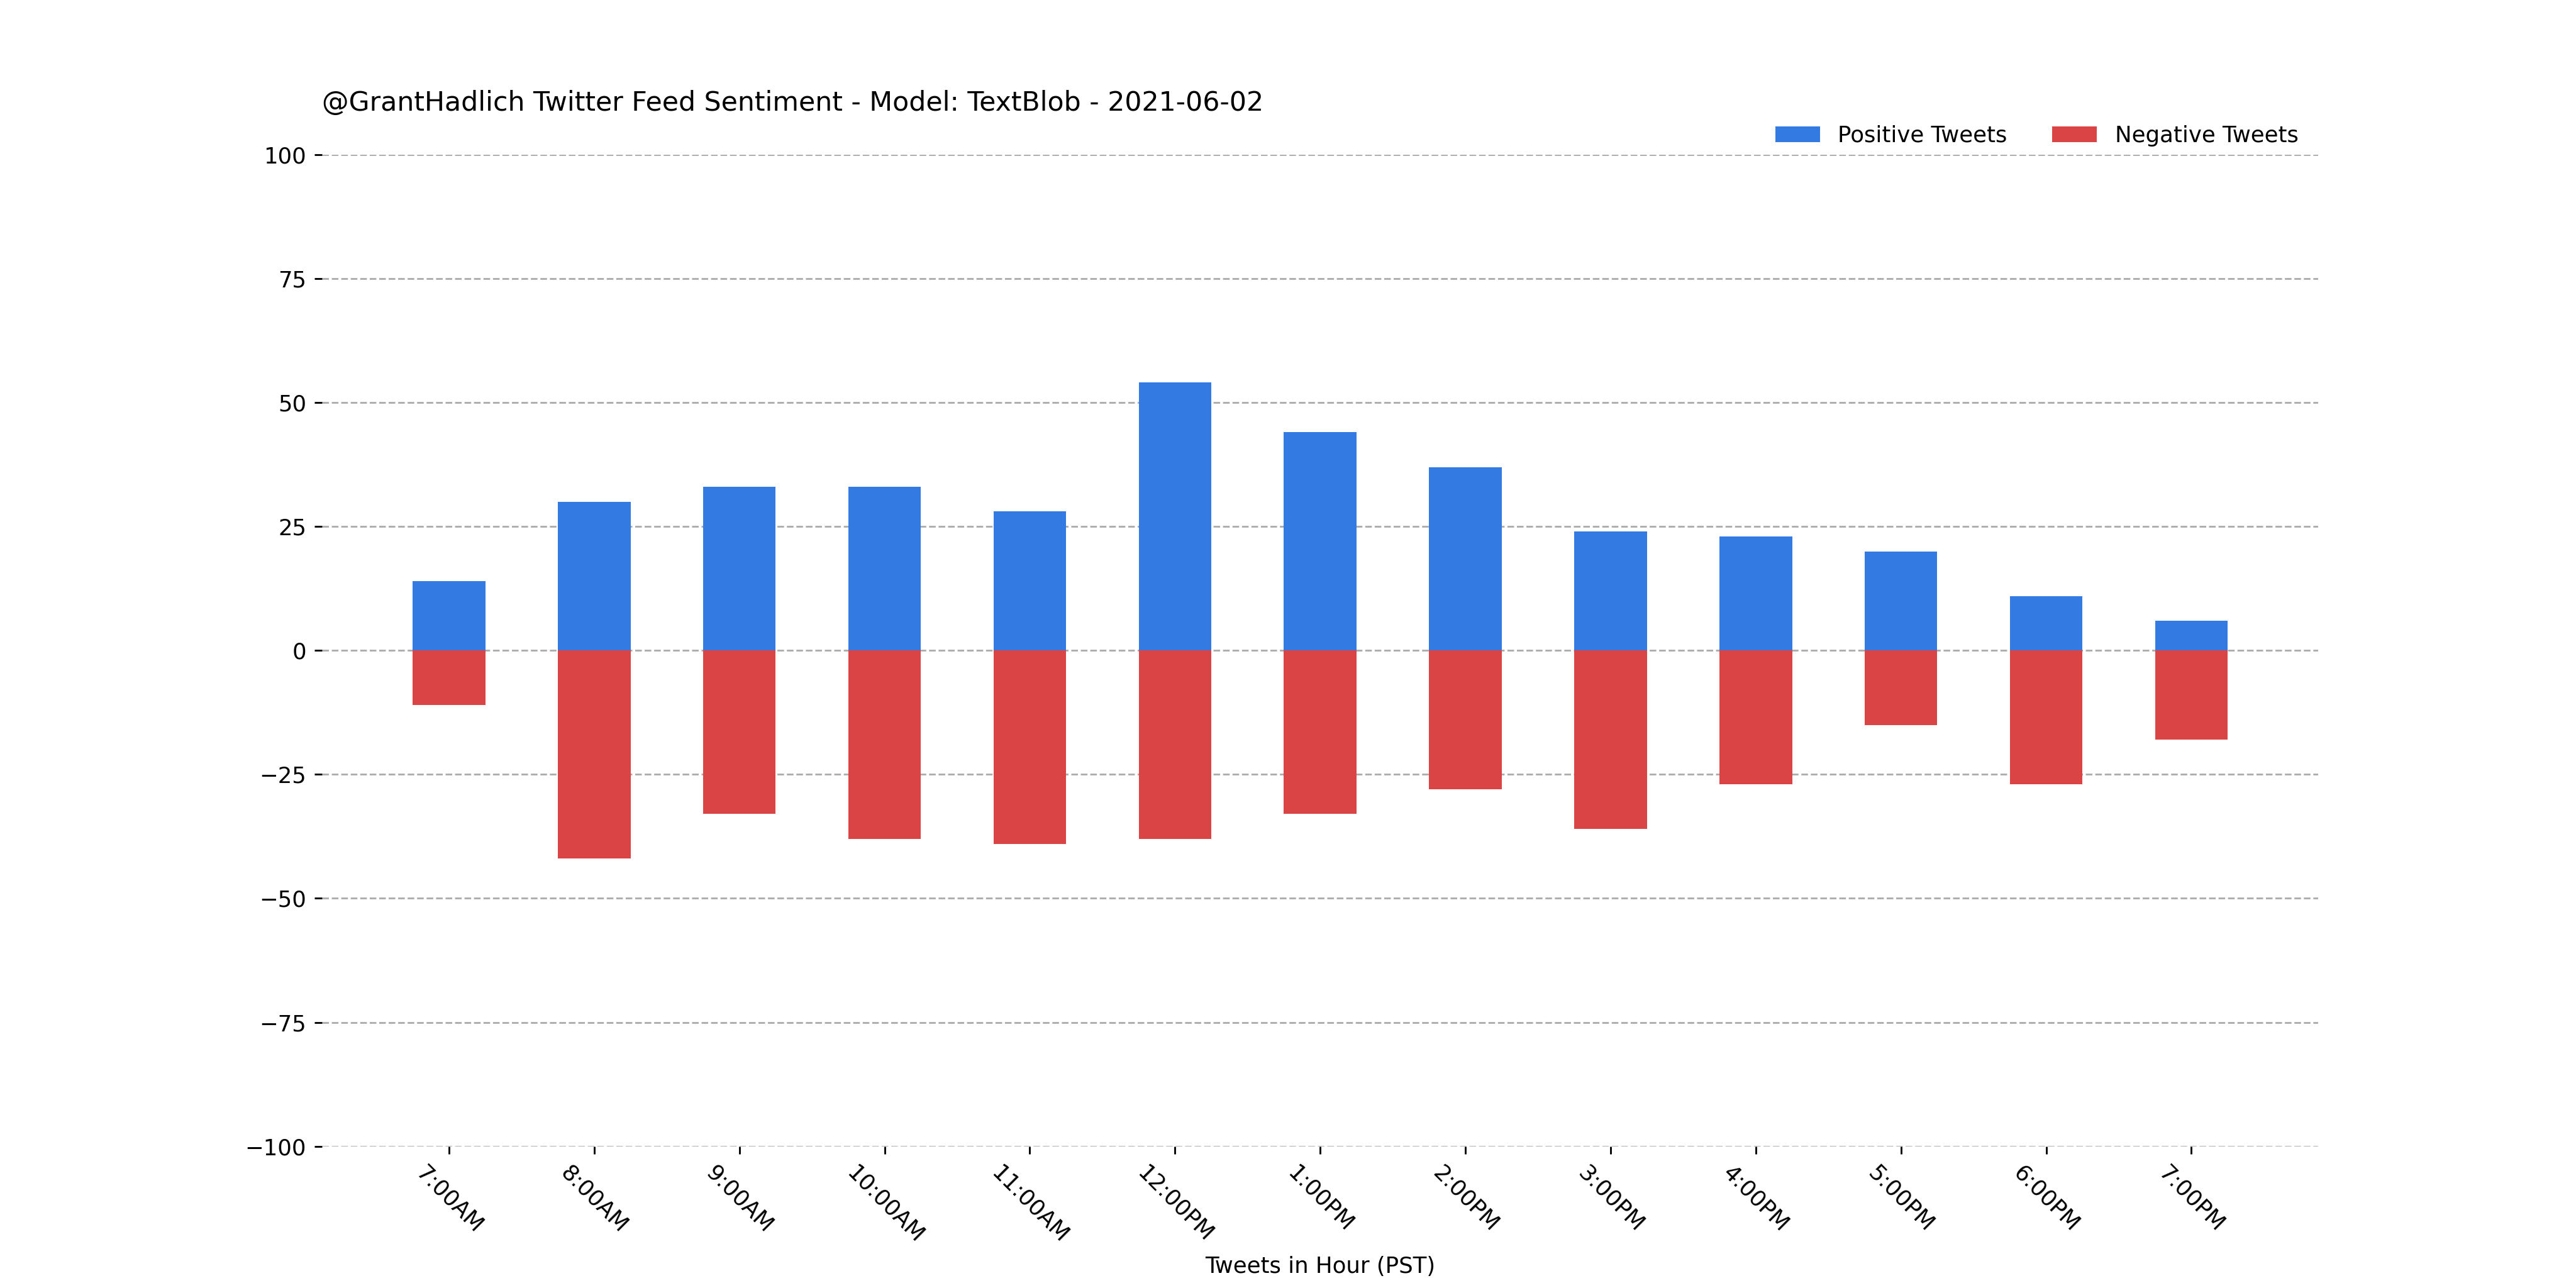 @GrantHadlich Twitter Feed Sentiment - Model: TextBlob - 2021-06-02
Positive Tweets
Negative Tweets
100
75
50
25
0
−25
−50
−75
−100
7:00AM
8:00AM
9:00AM
10:00AM
11:00AM
12:00PM
1:00PM
2:00PM
3:00PM
4:00PM
5:00PM
6:00PM
7:00PM
Tweets in Hour (PST)